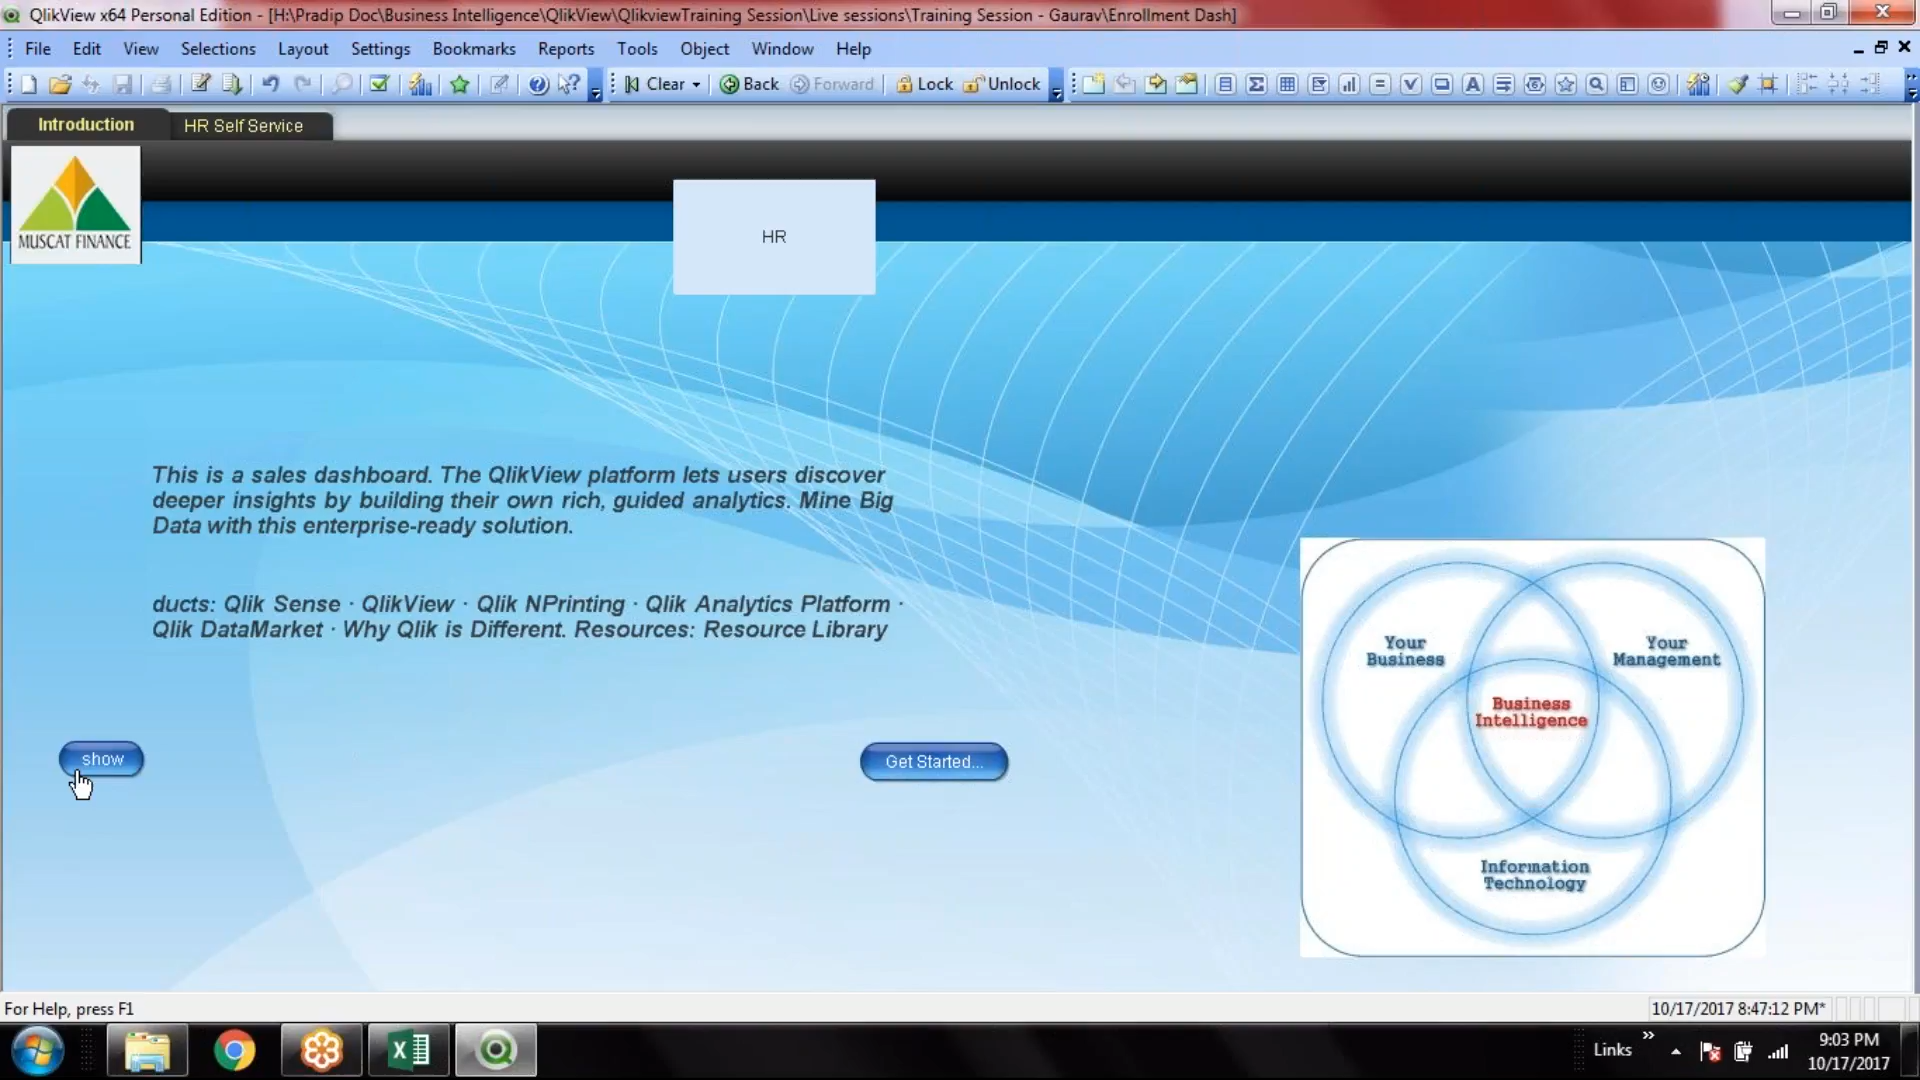 QlikView x64 Personal Edition - [H:\Pradip Doc\Business Intelligence\QlikView\QlikviewTraining Session\Live sessions\Training Session - Gaurav\Enrollment Dash]
File Edit View Selections Layout Settings Bookmarks Reports Tools Object Window Help
Clear Back Forward Lock Unlock
Introduction HR Self Service
MUSCAT FINANCE
HR
This is a sales dashboard. The QlikView platform lets users discover
deeper insights by building their own rich, guided analytics. Mine Big
Data with this enterprise-ready solution.
ducts: Qlik Sense · QlikView · Qlik NPrinting · Qlik Analytics Platform ·
Qlik DataMarket · Why Qlik is Different. Resources: Resource Library
show
Get Started...
Your
Business
Your
Management
Business
Intelligence
Information
Technology
For Help, press F1
10/17/2017 8:47:12 PM*
Links
9:03 PM
10/17/2017